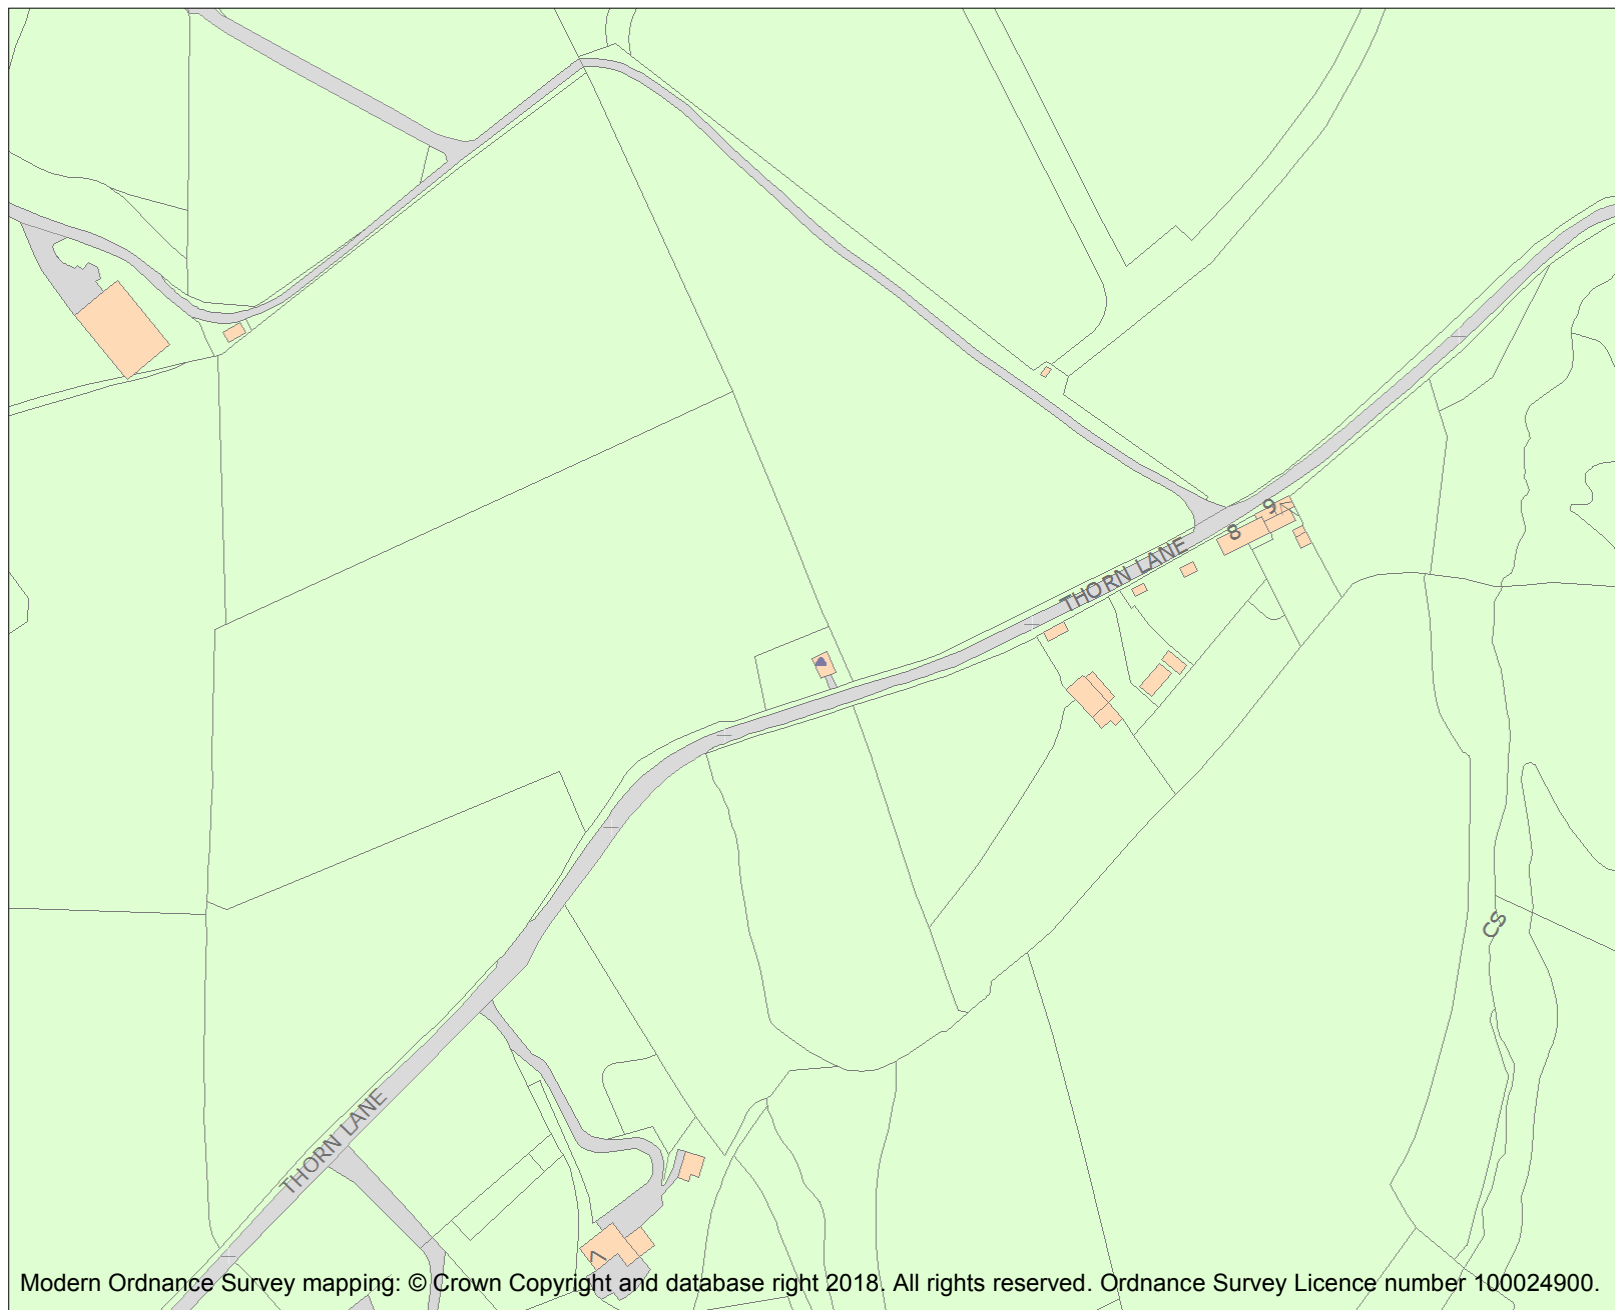 9
8
THORN LANE
CS
THORN LANE
7
Modern Ordnance Survey mapping: © Crown Copyright and database right 2018. All rights reserved. Ordnance Survey Licence number 100024900.